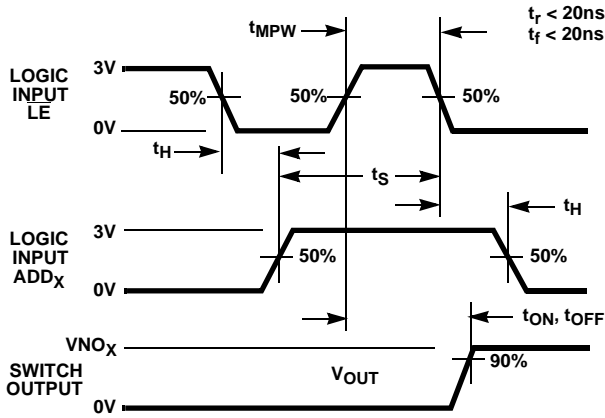 tr < 20ns
tf < 20ns
tMPW
LOGIC
INPUT
LE
3V
50%
50%
50%
0V
tH
tS
tH
LOGIC
INPUT
ADDX
3V
50%
50%
0V
tON, tOFF
SWITCH
OUTPUT
VNOX
VOUT
90%
0V